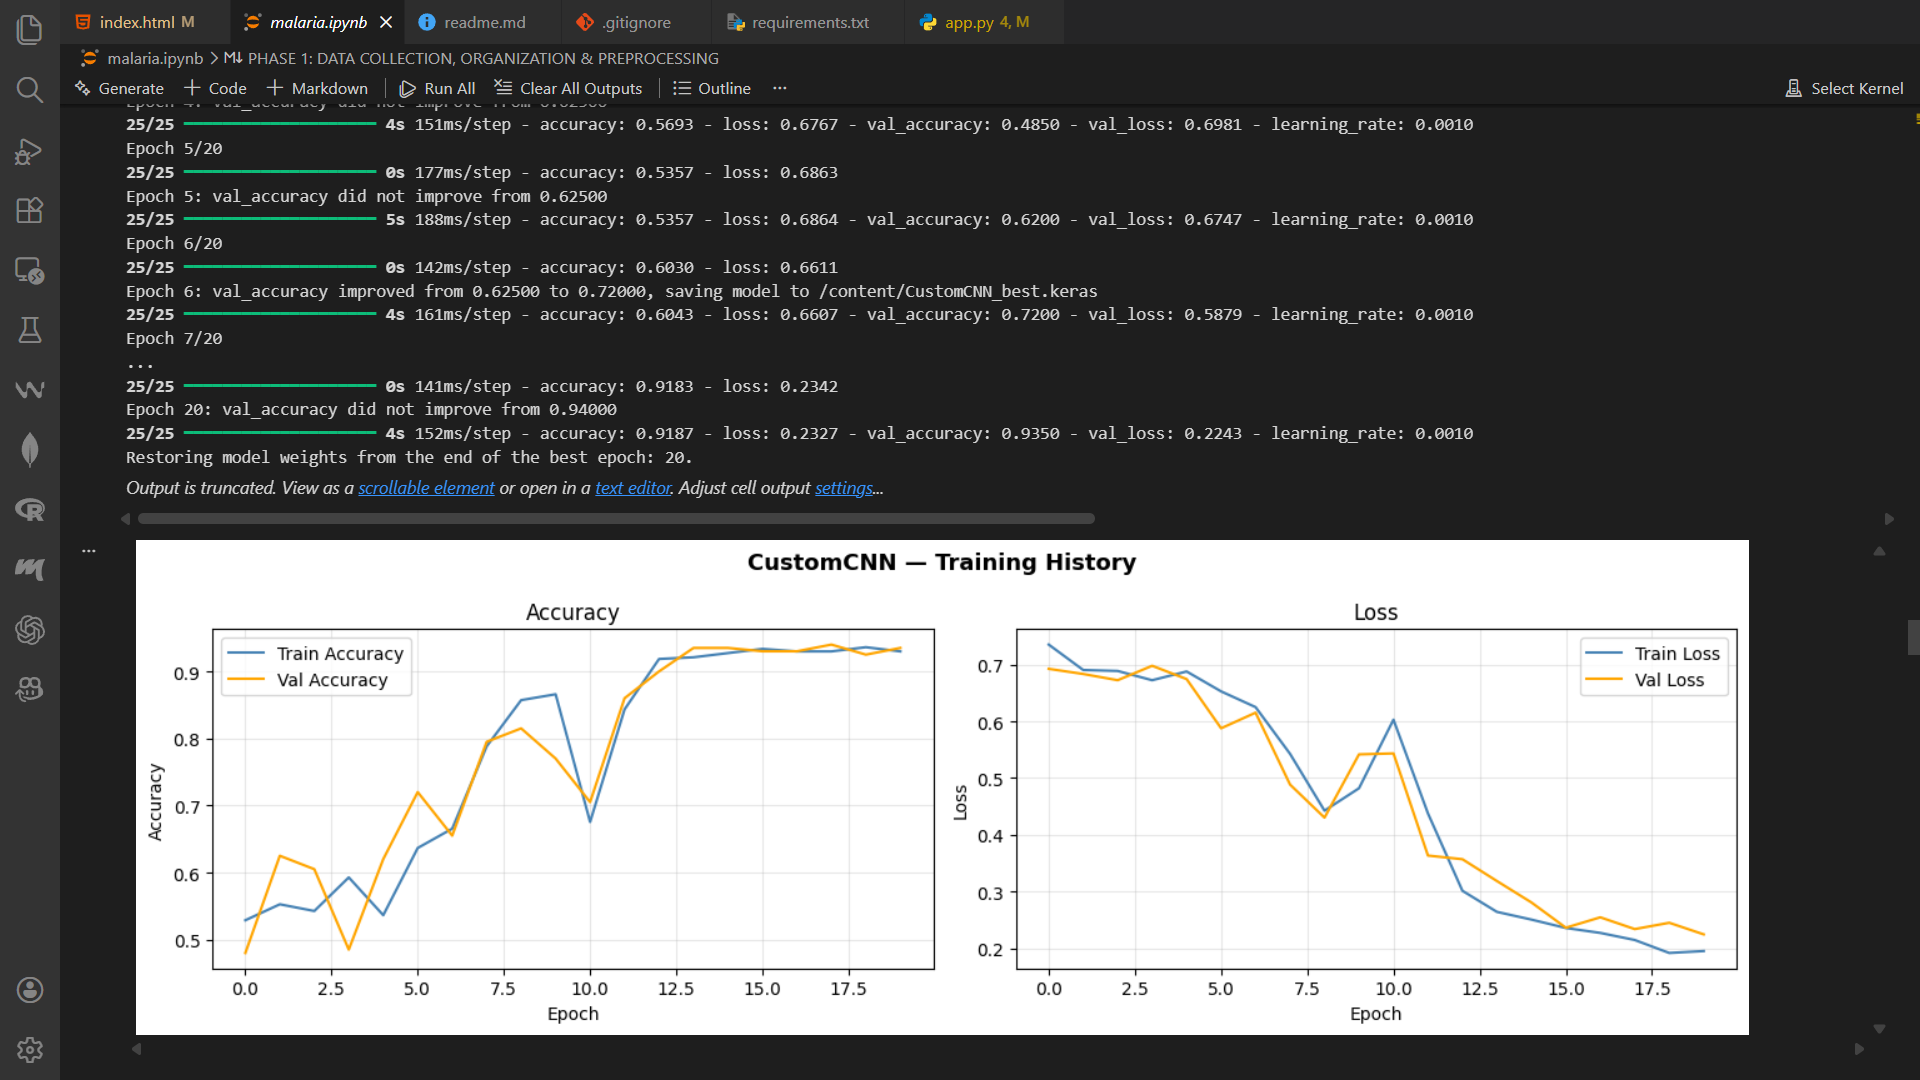 index.html M
malaria.ipynb
readme.md
.gitignore
requirements.txt
app.py 4, M
malaria.ipynb > M↓ PHASE 1: DATA COLLECTION, ORGANIZATION & PREPROCESSING
Generate + Code + Markdown Run All Clear All Outputs Outline ... Select Kernel
Epoch 4: val_accuracy did not improve from 0.62500
25/25 4s 151ms/step - accuracy: 0.5693 - loss: 0.6767 - val_accuracy: 0.4850 - val_loss: 0.6981 - learning_rate: 0.0010
Epoch 5/20
25/25 0s 177ms/step - accuracy: 0.5357 - loss: 0.6863
Epoch 5: val_accuracy did not improve from 0.62500
25/25 5s 188ms/step - accuracy: 0.5357 - loss: 0.6864 - val_accuracy: 0.6200 - val_loss: 0.6747 - learning_rate: 0.0010
Epoch 6/20
25/25 0s 142ms/step - accuracy: 0.6030 - loss: 0.6611
Epoch 6: val_accuracy improved from 0.62500 to 0.72000, saving model to /content/CustomCNN_best.keras
25/25 4s 161ms/step - accuracy: 0.6043 - loss: 0.6607 - val_accuracy: 0.7200 - val_loss: 0.5879 - learning_rate: 0.0010
Epoch 7/20
...
25/25 0s 141ms/step - accuracy: 0.9183 - loss: 0.2342
Epoch 20: val_accuracy did not improve from 0.94000
25/25 4s 152ms/step - accuracy: 0.9187 - loss: 0.2327 - val_accuracy: 0.9350 - val_loss: 0.2243 - learning_rate: 0.0010
Restoring model weights from the end of the best epoch: 20.
Output is truncated. View as a scrollable element or open in a text editor. Adjust cell output settings...
CustomCNN — Training History
Accuracy
Train Accuracy
Val Accuracy
Accuracy
0.9
0.8
0.7
0.6
0.5
0.0 2.5 5.0 7.5 10.0 12.5 15.0 17.5
Epoch
Loss
Train Loss
Val Loss
Loss
0.7
0.6
0.5
0.4
0.3
0.2
0.0 2.5 5.0 7.5 10.0 12.5 15.0 17.5
Epoch